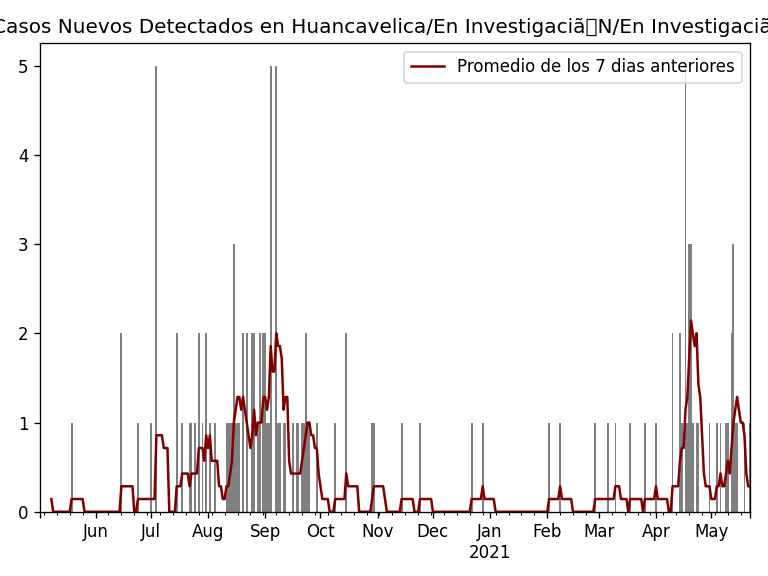 Casos Nuevos Detectados en Huancavelica/En Investigaciã▯N/En Investigaciã
Promedio de los 7 dias anteriores
5
4
3
2
1
0
Jun Jul Aug Sep Oct Nov Dec Jan Feb Mar Apr May
2021